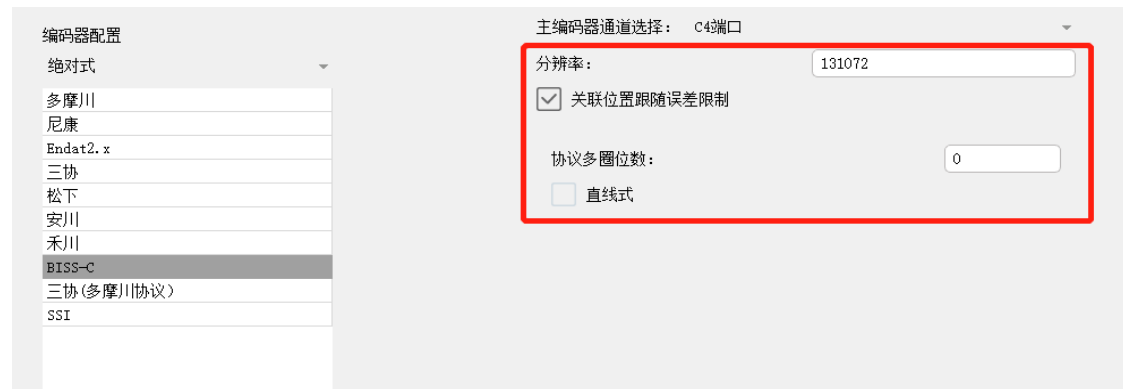 编码器配置
绝对式
多摩川
尼康
Endat2.x
三协
松下
安川
禾川
BISS-C
三协(多摩川协议)
SSI
主编码器通道选择: C4端口
分辨率: 131072
关联位置跟随误差限制
协议多圈位数: 0
直线式